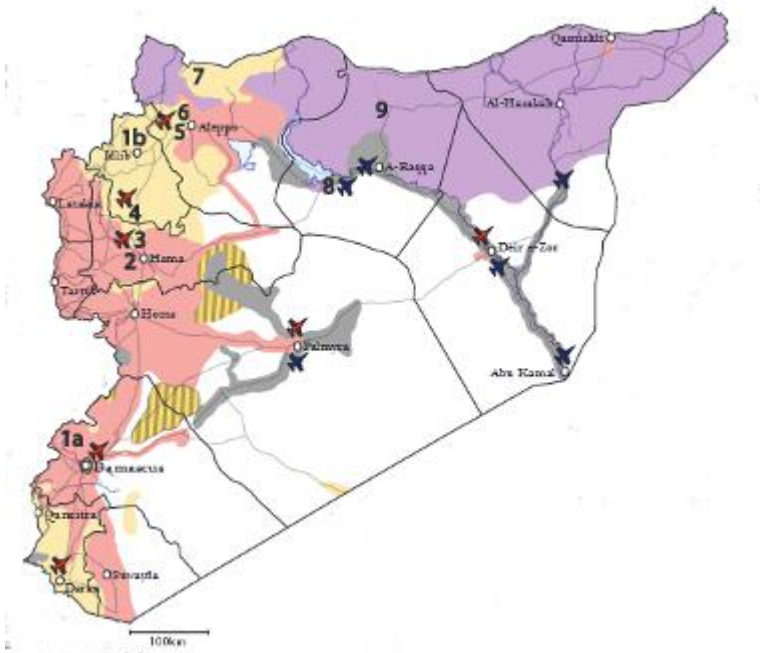 Qamishli
7
9
Al-Hasakah
6
5
Aleppo
1b
Idlib
A-Raqqa
8
Latakia
4
3
Deir e-Zor
2
Hama
Tartus
Homs
Palmyra
Abu Kamal
1a
Damascus
Quneitra
Suwayda
Daraa
100km